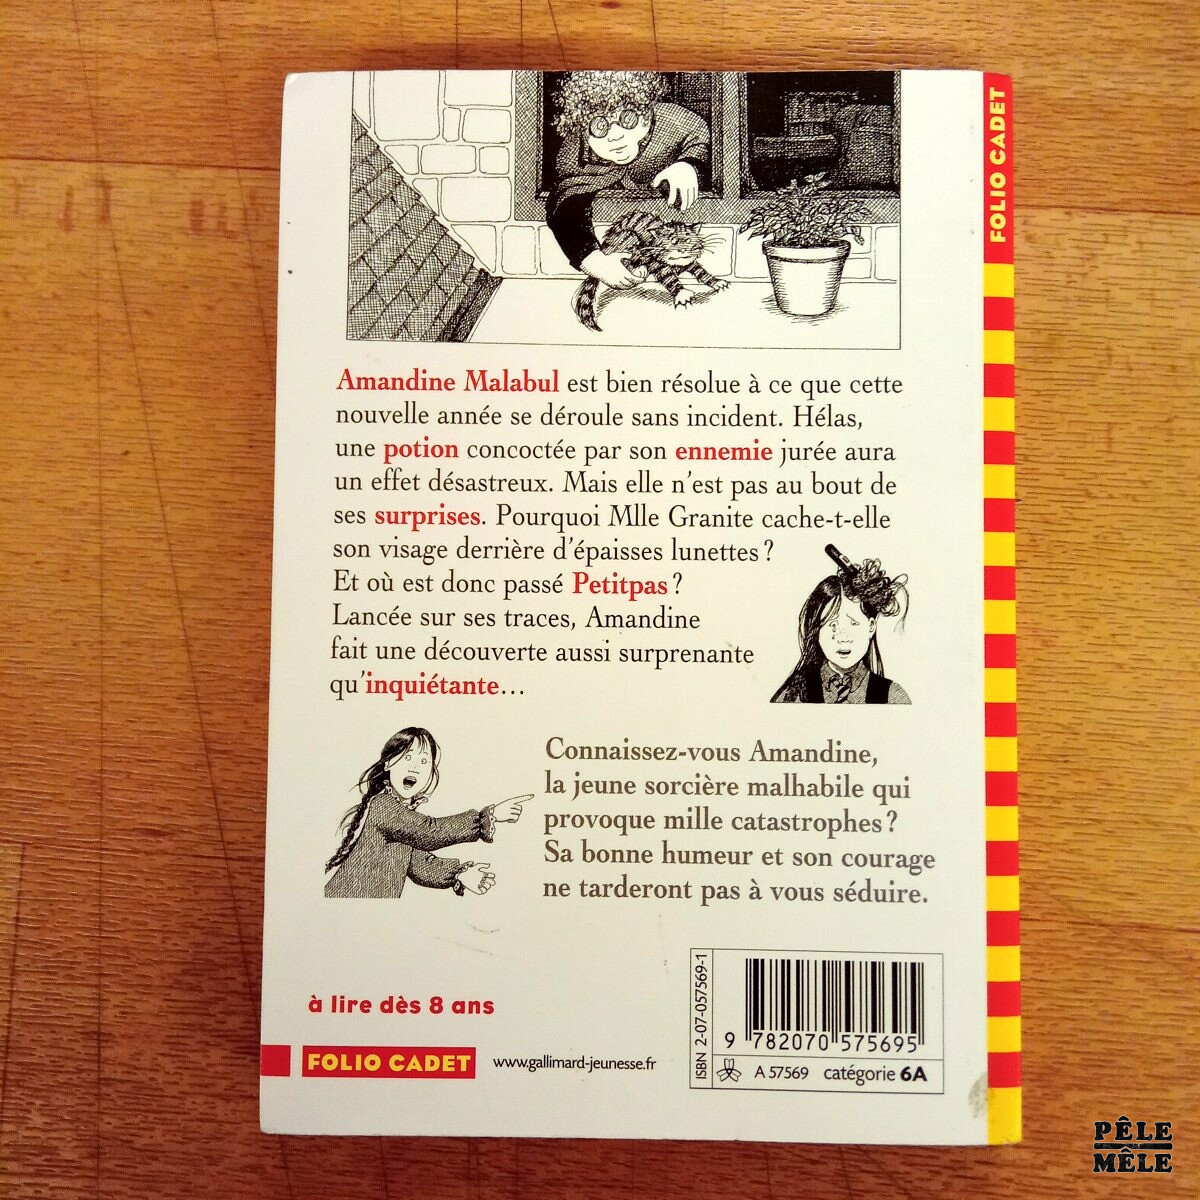 FOLIO CADET
Amandine Malabul est bien résolue à ce que cette
nouvelle année se déroule sans incident. Hélas,
une potion concoctée par son ennemie jurée aura
un effet désastreux. Mais elle n'est pas au bout de
ses surprises. Pourquoi Mlle Granite cache-t-elle
son visage derrière d'épaisses lunettes ?
Et où est donc passé Petitpas ?
Lancée sur ses traces, Amandine
fait une découverte aussi surprenante
qu'inquiétante...
Connaissez-vous Amandine,
la jeune sorcière malhabile qui
provoque mille catastrophes ?
Sa bonne humeur et son courage
ne tarderont pas à vous séduire.
à lire dès 8 ans
FOLIO CADET
www.gallimard-jeunesse.fr
ISBN 2-07-057569-1
9 782070 575695
A 57569 catégorie 6A
PÊLE
MÊLE